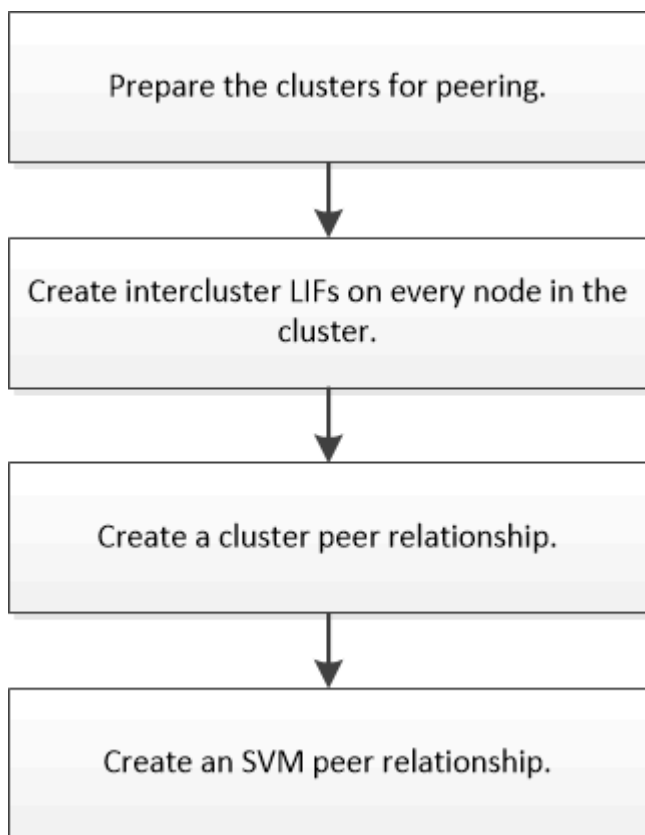 Prepare the clusters for peering.
Create intercluster LIFs on every node in the
cluster.
Create a cluster peer relationship.
Create an SVM peer relationship.